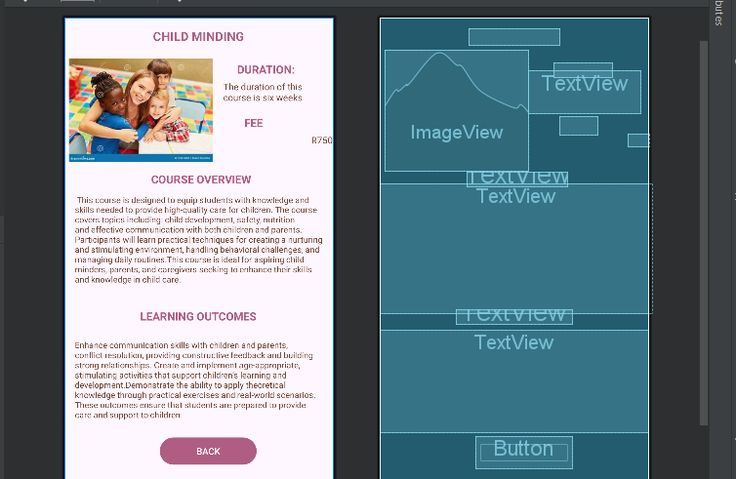 butes
CHILD MINDING
DURATION:
The duration of this
course is six weeks
FEE
R750
COURSE OVERVIEW
This course is designed to equip students with knowledge and
skills needed to provide high-quality care for children. The course
covers topics including: child development, safety, nutrition
and effective communication with both children and parents.
Participants will learn practical techniques for creating a nurturing
and stimulating environment, handling behavioral challenges, and
managing daily routines.This course is ideal for aspiring child
minders, parents, and caregivers seeking to enhance their skills
and knowledge in child care.
LEARNING OUTCOMES
Enhance communication skills with children and parents,
conflict resolution, providing constructive feedback and building
strong relationships. Create and implement age-appropriate,
stimulating activities that support children's learning and
development.Demonstrate the ability to apply theoretical
knowledge through practical exercises and real-world scenarios.
These outcomes ensure that students are prepared to provide
care and support to children
BACK
TextView
ImageView
TextView
TextView
TextView
TextView
Button